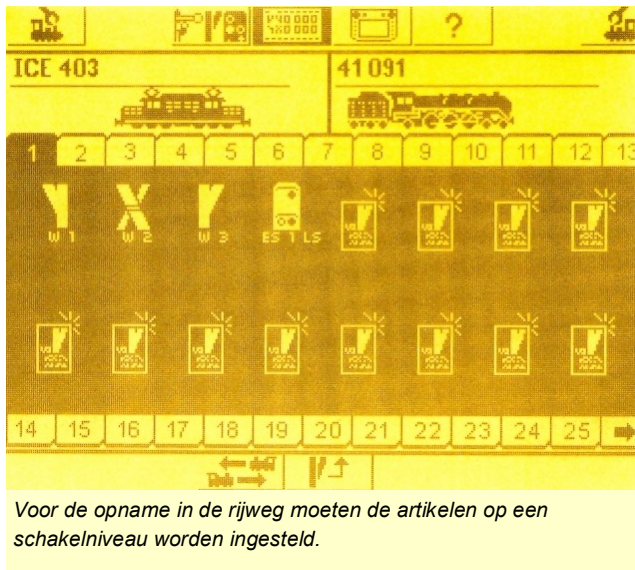 ?
ICE 403
41 091
1 2 3 4 5 6 7 8 9 10 11 12 13
W 1 W 2 W 3 ES 1 LS
14 15 16 17 18 19 20 21 22 23 24 25
Voor de opname in de rijweg moeten de artikelen op een
schakelniveau worden ingesteld.